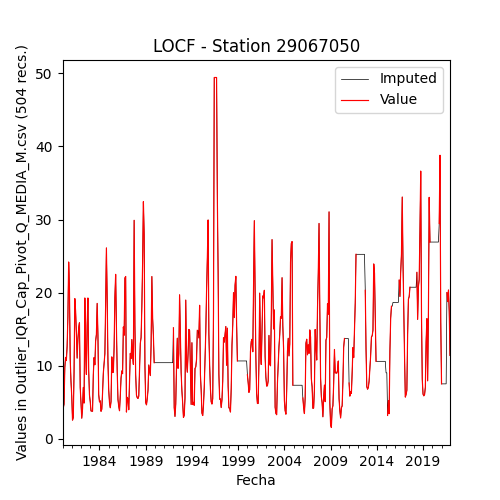 LOCF - Station 29067050
Values in Outlier_IQR_Cap_Pivot_Q_MEDIA_M.csv (504 recs.)
50
40
30
20
10
0
Imputed
Value
1984
1989
1994
1999
2004
2009
2014
2019
Fecha